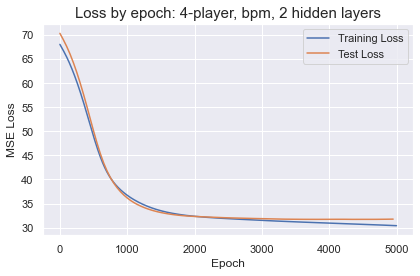 Loss by epoch: 4-player, bpm, 2 hidden layers
Training Loss
Test Loss
MSE Loss
70
65
60
55
50
45
40
35
30
0 1000 2000 3000 4000 5000
Epoch